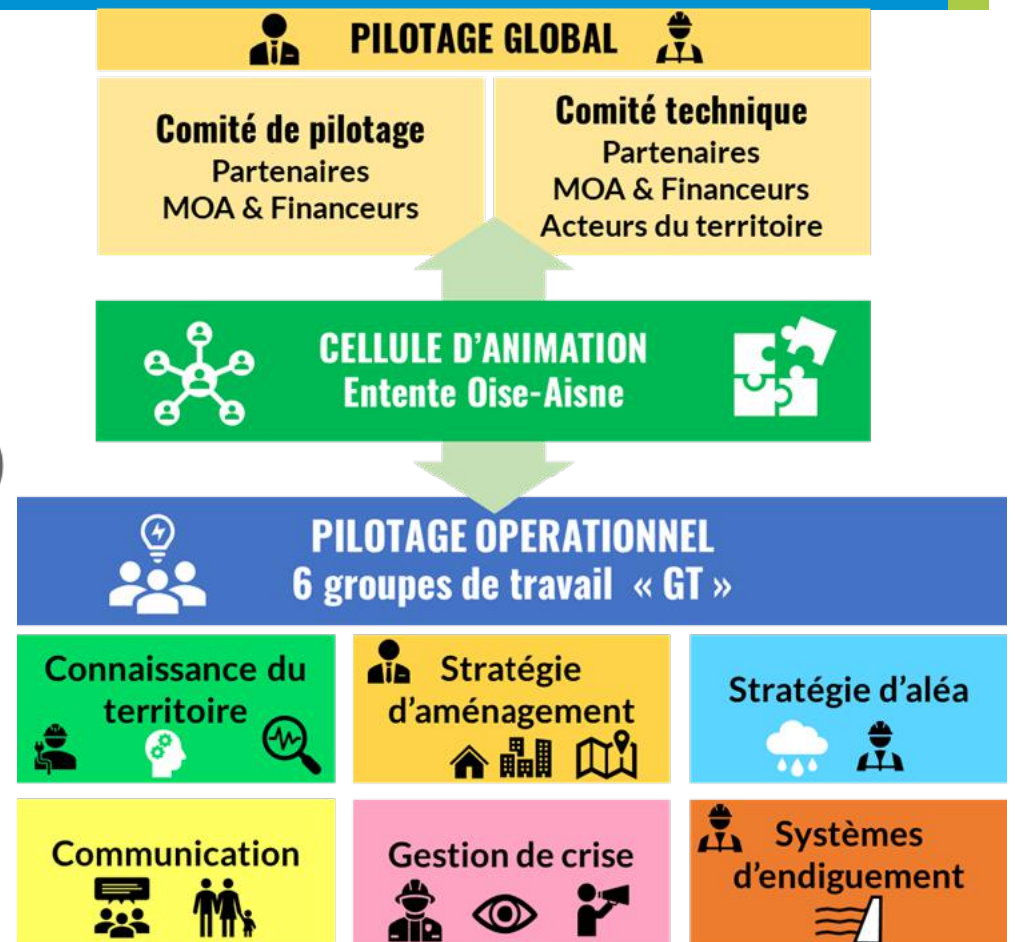 PILOTAGE GLOBAL
Comité de pilotage
Partenaires
MOA & Financeurs
Comité technique
Partenaires
MOA & Financeurs
Acteurs du territoire
CELLULE D'ANIMATION
Entente Oise-Aisne
PILOTAGE OPERATIONNEL
6 groupes de travail « GT »
Connaissance du
territoire
Stratégie
d'aménagement
Stratégie d'aléa
Communication
Gestion de crise
Systèmes
d'endiguement